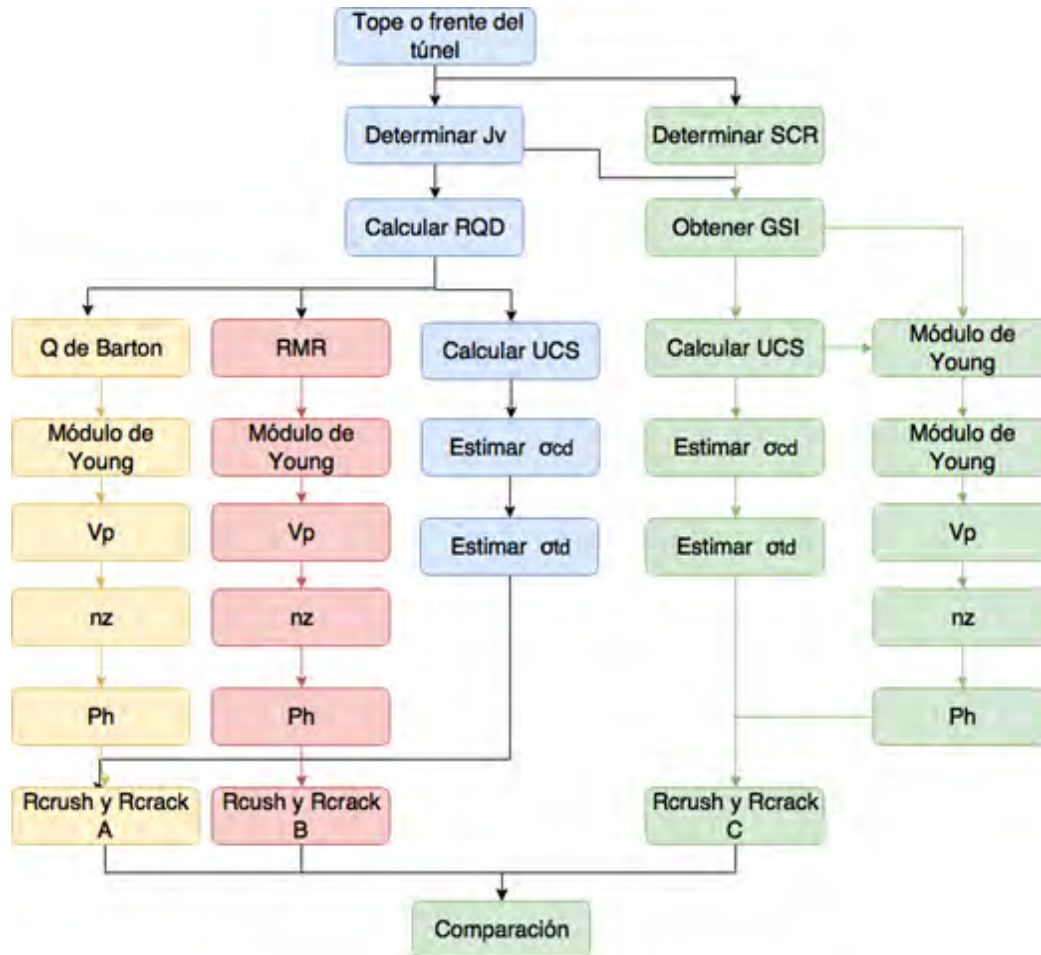 Tope o frente del
túnel
Determinar Jv
Determinar SCR
Calcular RQD
Obtener GSI
Q de Barton
RMR
Calcular UCS
Calcular UCS
Módulo de
Young
Módulo de
Young
Módulo de
Young
Estimar σcd
Estimar σcd
Módulo de
Young
Vp
Vp
Estimar σtd
Estimar σtd
Vp
nz
nz
nz
Ph
Ph
Ph
Rcrush y Rcrack
A
Rcush y Rcrack
B
Rcrush y Rcrack
C
Comparación